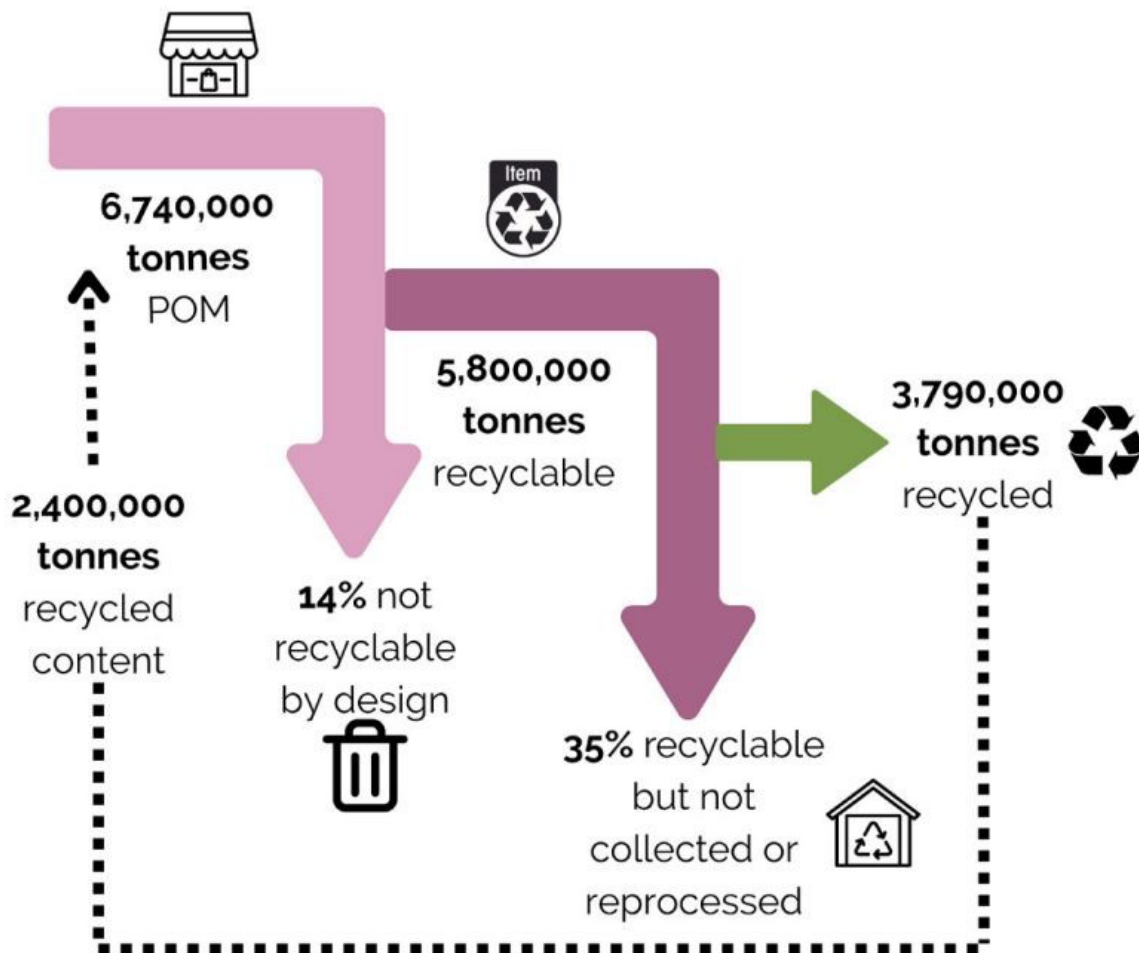 6,740,000
tonnes
POM
Item
5,800,000
tonnes
recyclable
3,790,000
tonnes
recycled
2,400,000
tonnes
recycled
content
14% not
recyclable
by design
35% recyclable
but not
collected or
reprocessed